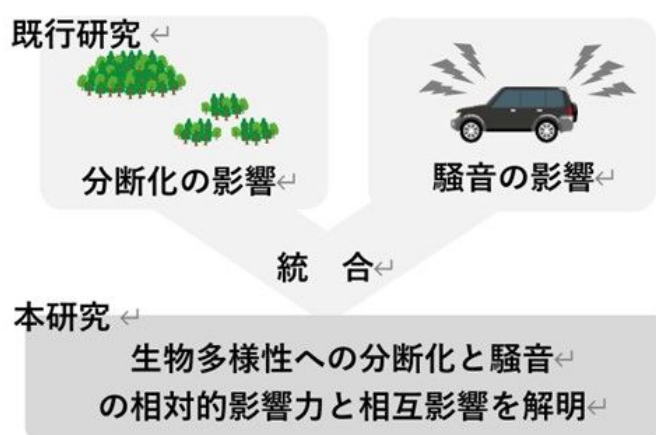 既行研究
分断化の影響
騒音の影響
統　合
本研究
生物多様性への分断化と騒音
の相対的影響力と相互影響を解明